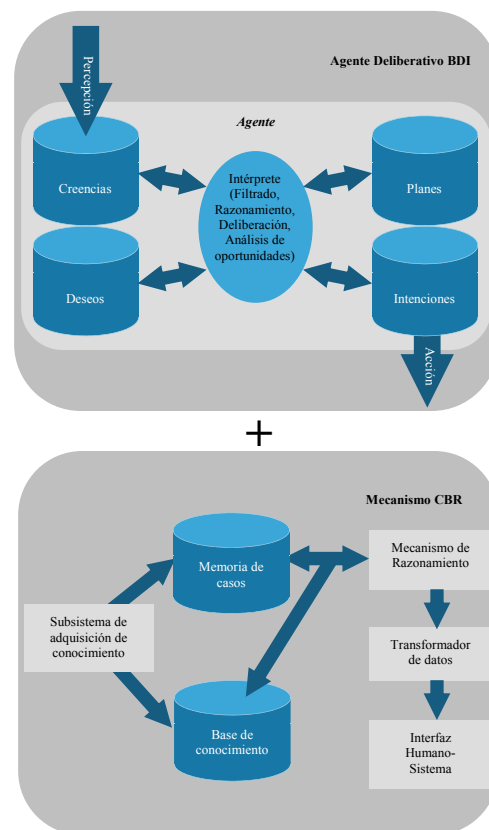 Agente Deliberativo BDI
Percepción
Agente
Creencias
Intérprete
(Filtrado,
Razonamiento,
Deliberación,
Análisis de
oportunidades)
Planes
Deseos
Intenciones
Acción
+
Mecanismo CBR
Memoria de
casos
Mecanismo de
Razonamiento
Subsistema de
adquisición de
conocimiento
Transformador
de datos
Base de
conocimiento
Interfaz
Humano-
Sistema